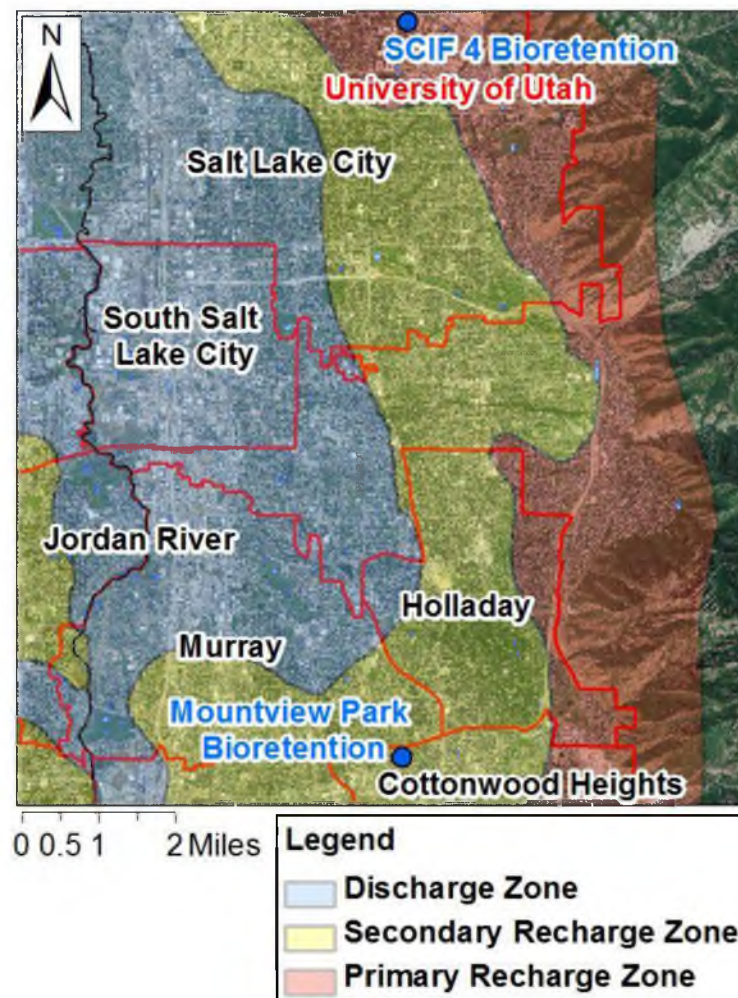 N
SCIF 4 Bioretention
University of Utah
Salt Lake City
South Salt
Lake City
Jordan River
Holladay
Murray
Mountview Park
Bioretention
Cottonwood Heights
0 0.5 1 2 Miles
Legend
Discharge Zone
Secondary Recharge Zone
Primary Recharge Zone